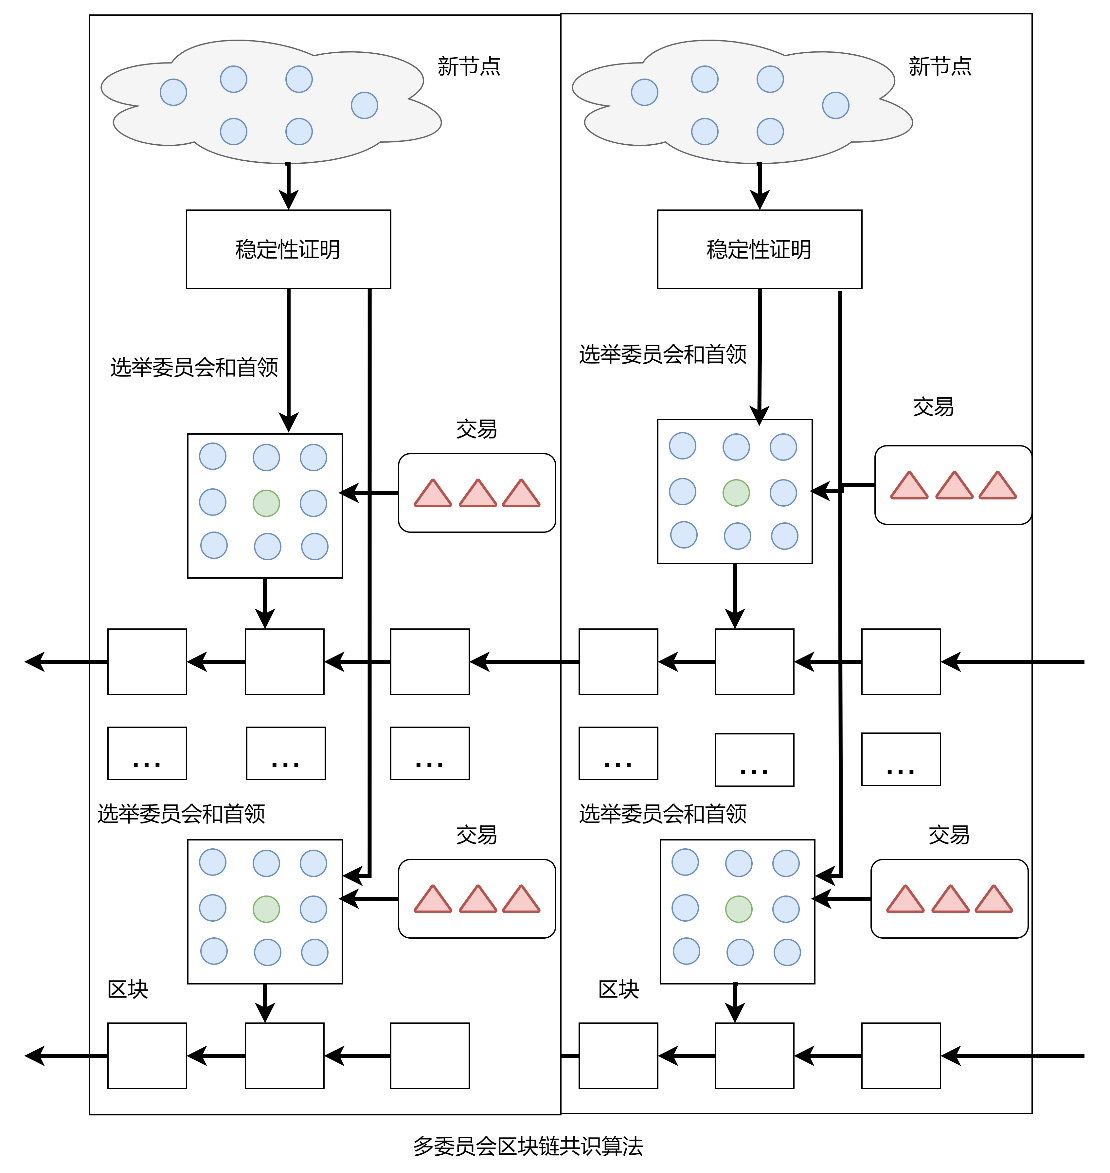 新节点
新节点
稳定性证明
稳定性证明
选举委员会和首领
选举委员会和首领
交易
交易
...
...
...
...
...
...
选举委员会和首领
选举委员会和首领
交易
交易
区块
区块
多委员会区块链共识算法